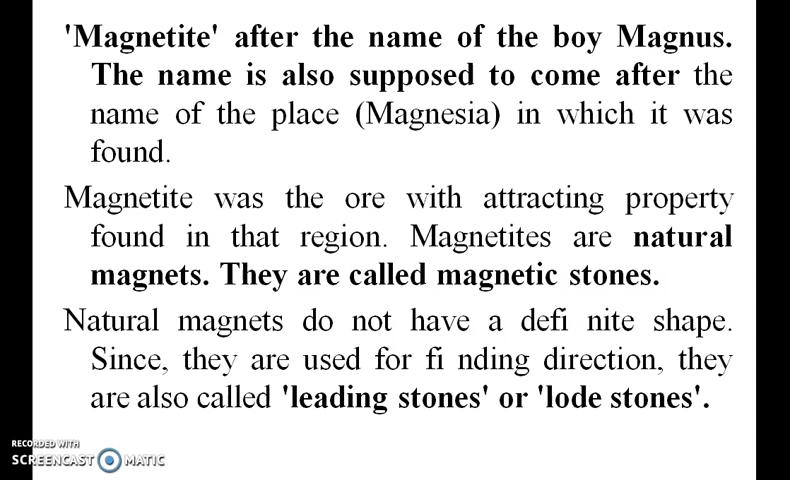 'Magnetite' after the name of the boy Magnus.
The name is also supposed to come after the
name of the place (Magnesia) in which it was
found.
Magnetite was the ore with attracting property
found in that region. Magnetites are natural
magnets. They are called magnetic stones.
Natural magnets do not have a defi nite shape.
Since, they are used for fi nding direction, they
are also called 'leading stones' or 'lode stones'.
RECORDED WITH
SCREENCAST MATIC